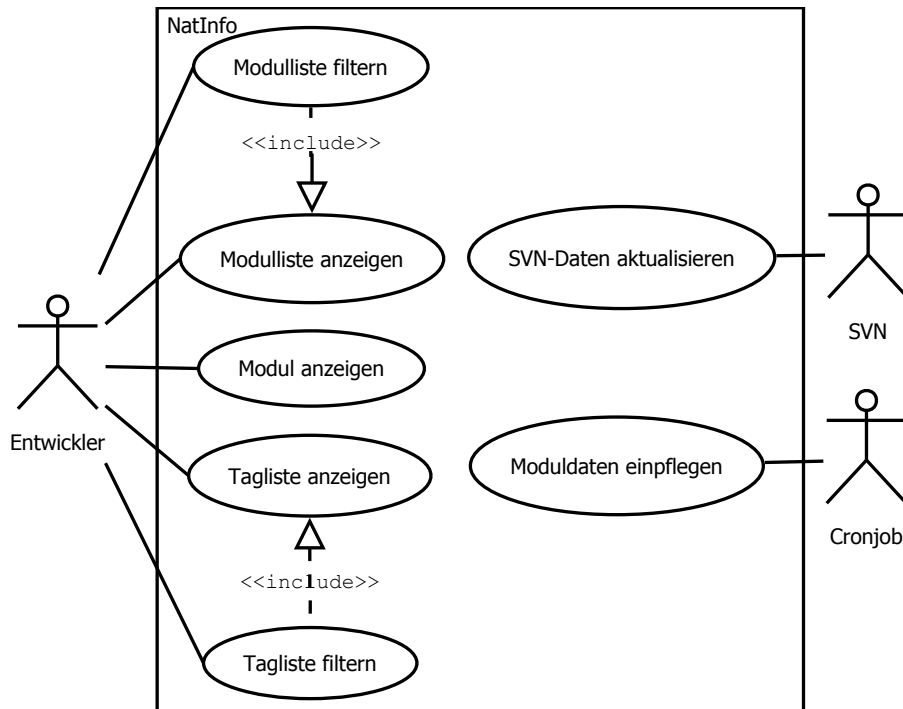 NatInfo
Modulliste filtern
<<include>>
Modulliste anzeigen
SVN-Daten aktualisieren
SVN
Modul anzeigen
Entwickler
Tagliste anzeigen
Moduldaten einpflegen
Cronjob
<<include>>
Tagliste filtern